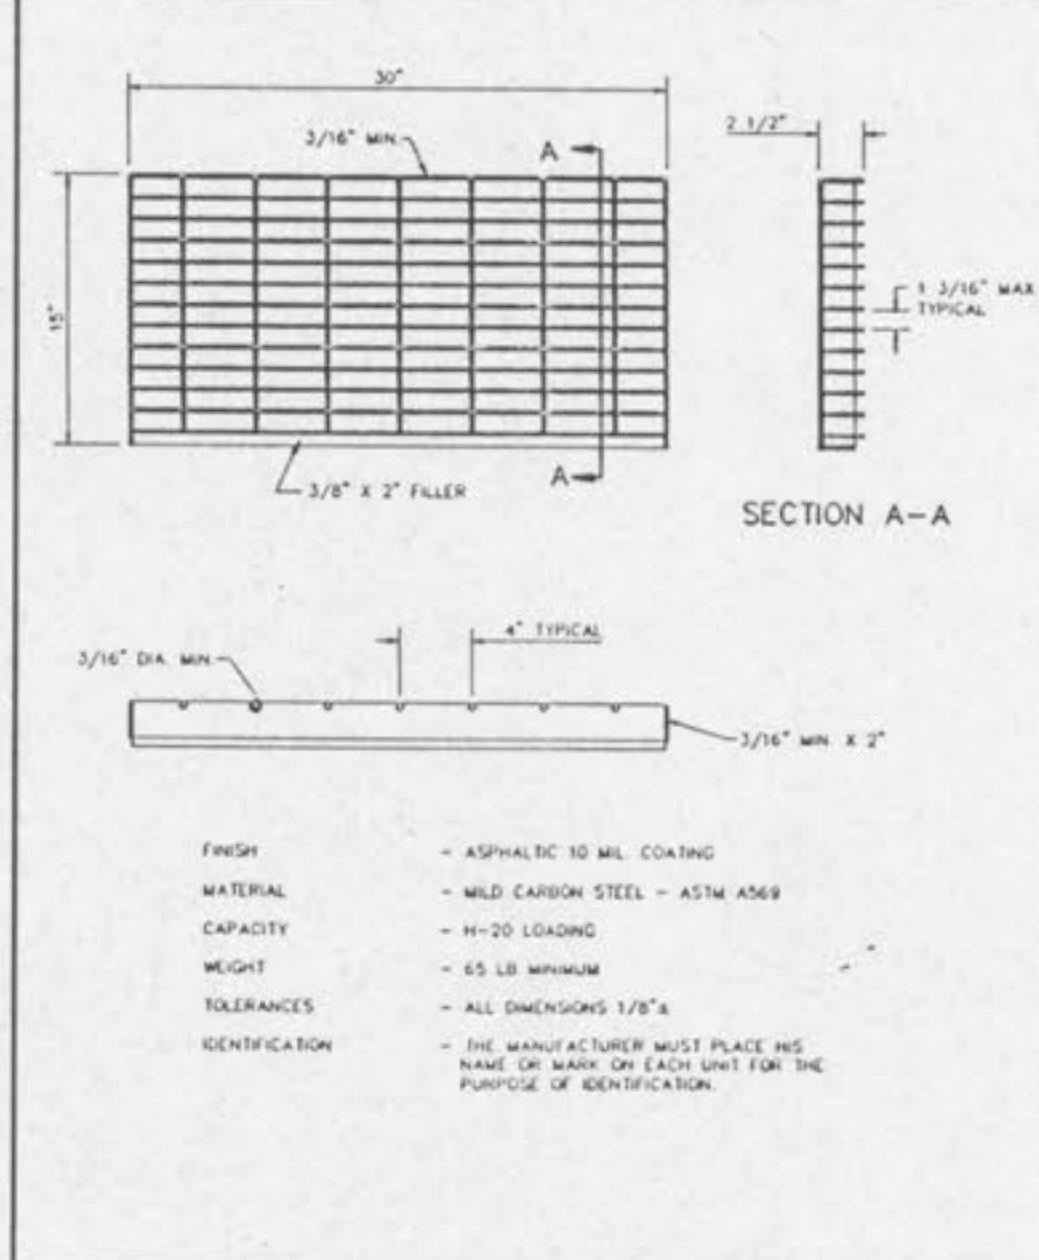 30"
3/16" MIN.
A
2 1/2"
15"
1 3/16" MAX
TYPICAL
A
3/8" X 2" FILLER
SECTION A-A
4" TYPICAL
3/16" DIA. MIN.
3/16" MIN. X 2"
FINISH - ASPHALTIC 10 MIL. COATING
MATERIAL - MILD CARBON STEEL - ASTM A569
CAPACITY - H-20 LOADING
WEIGHT - 65 LB MINIMUM
TOLERANCES - ALL DIMENSIONS 1/8"±
IDENTIFICATION - THE MANUFACTURER MUST PLACE HIS
NAME OR MARK ON EACH UNIT FOR THE
PURPOSE OF IDENTIFICATION.